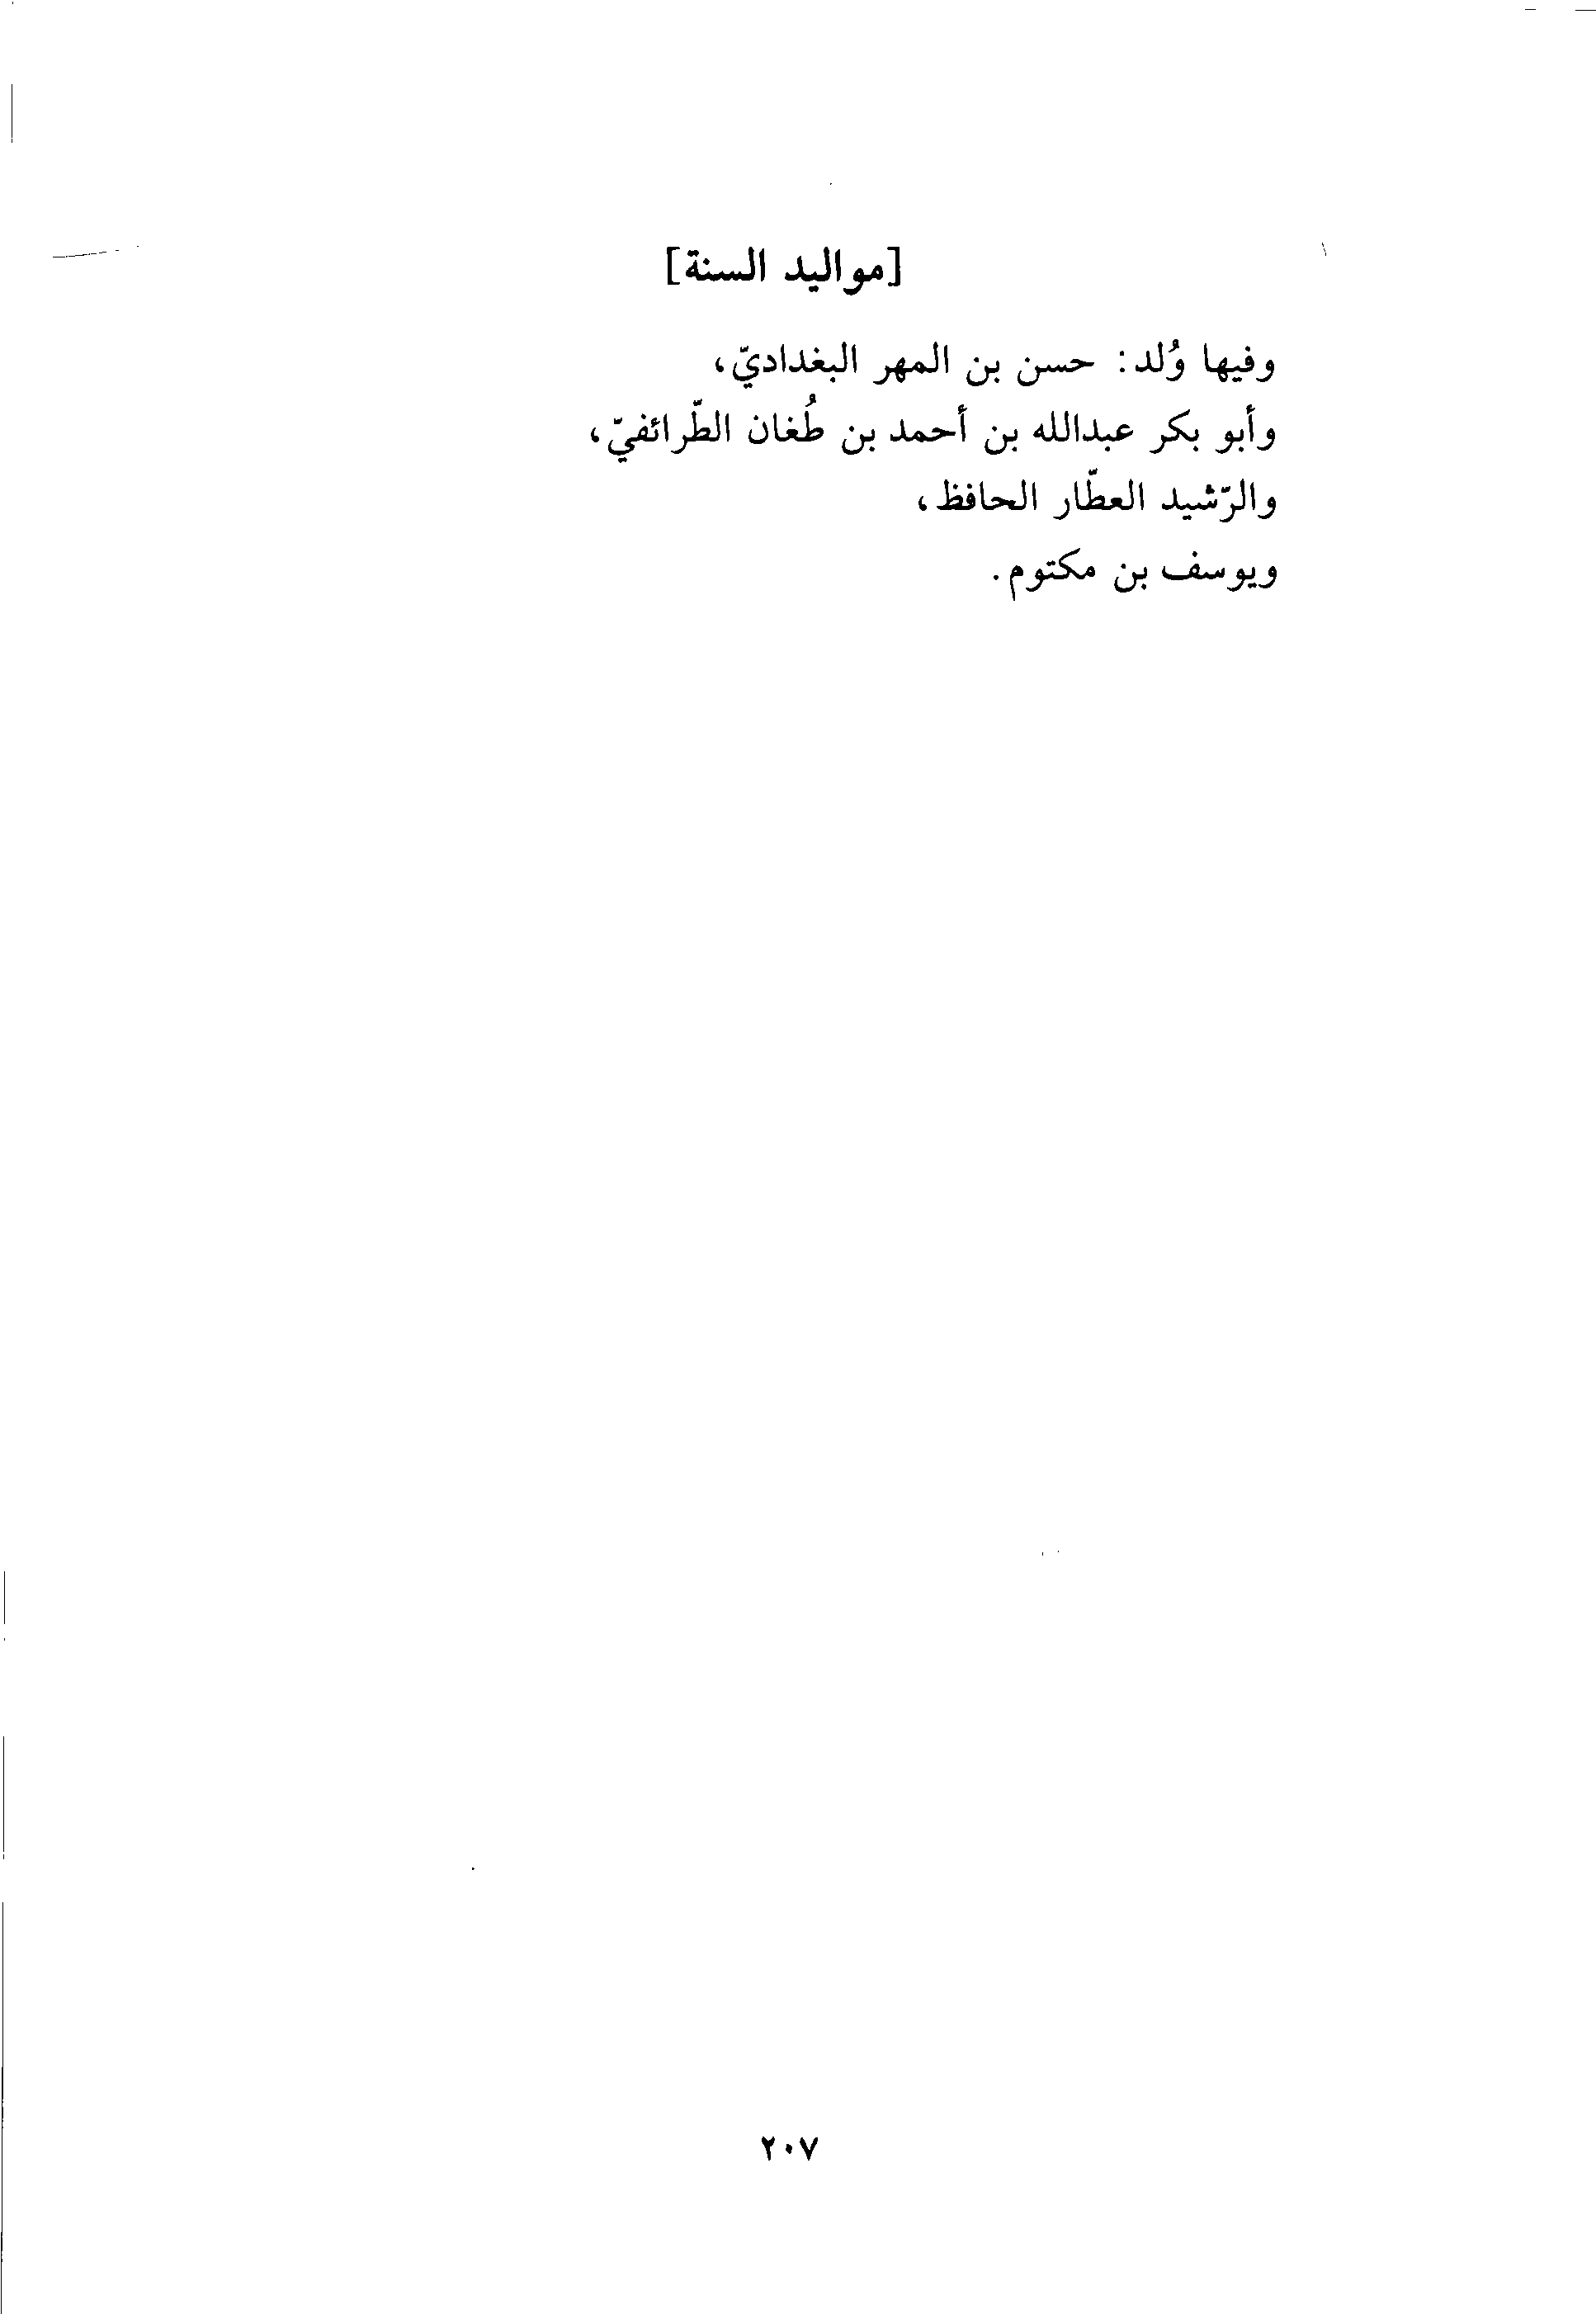 [مواليد السنة]
وفيها وُلد: حسن بن المهر البغداديّ،
وأبو بكر عبدالله بن أحمد بن طُغان الطّرائفيّ،
والرّشيد العطّار الحافظ،
ويوسف بن مكتوم.
٢٠٧